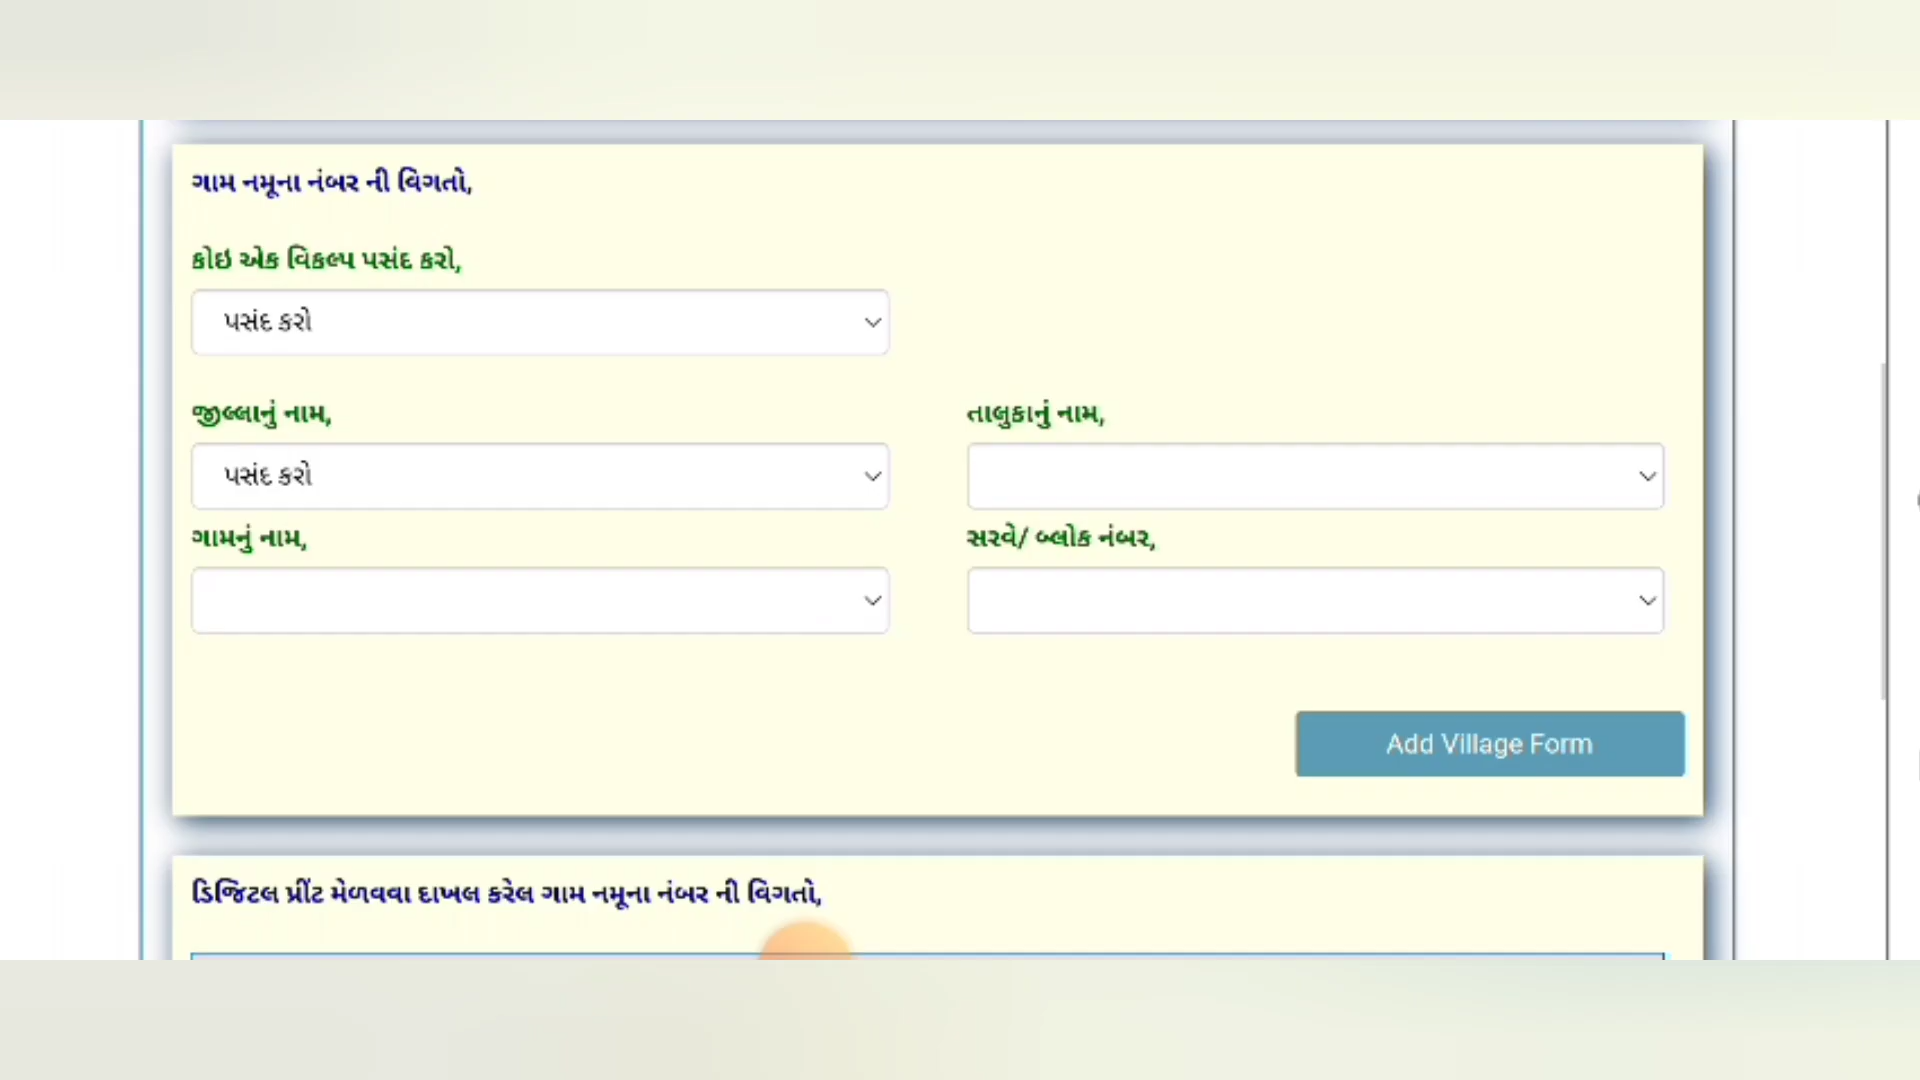 ગામ નમૂના નંબર ની વિગતો,
કોઇ એક વિકલ્પ પસંદ કરો,
પસંદ કરો
જીલ્લાનું નામ,
તાલુકાનું નામ,
પસંદ કરો
ગામનું નામ,
સરવે/ બ્લોક નંબર,
Add Village Form
ડિજિટલ પ્રીંટ મેળવવા દાખલ કરેલ ગામ નમૂના નંબર ની વિગતો,